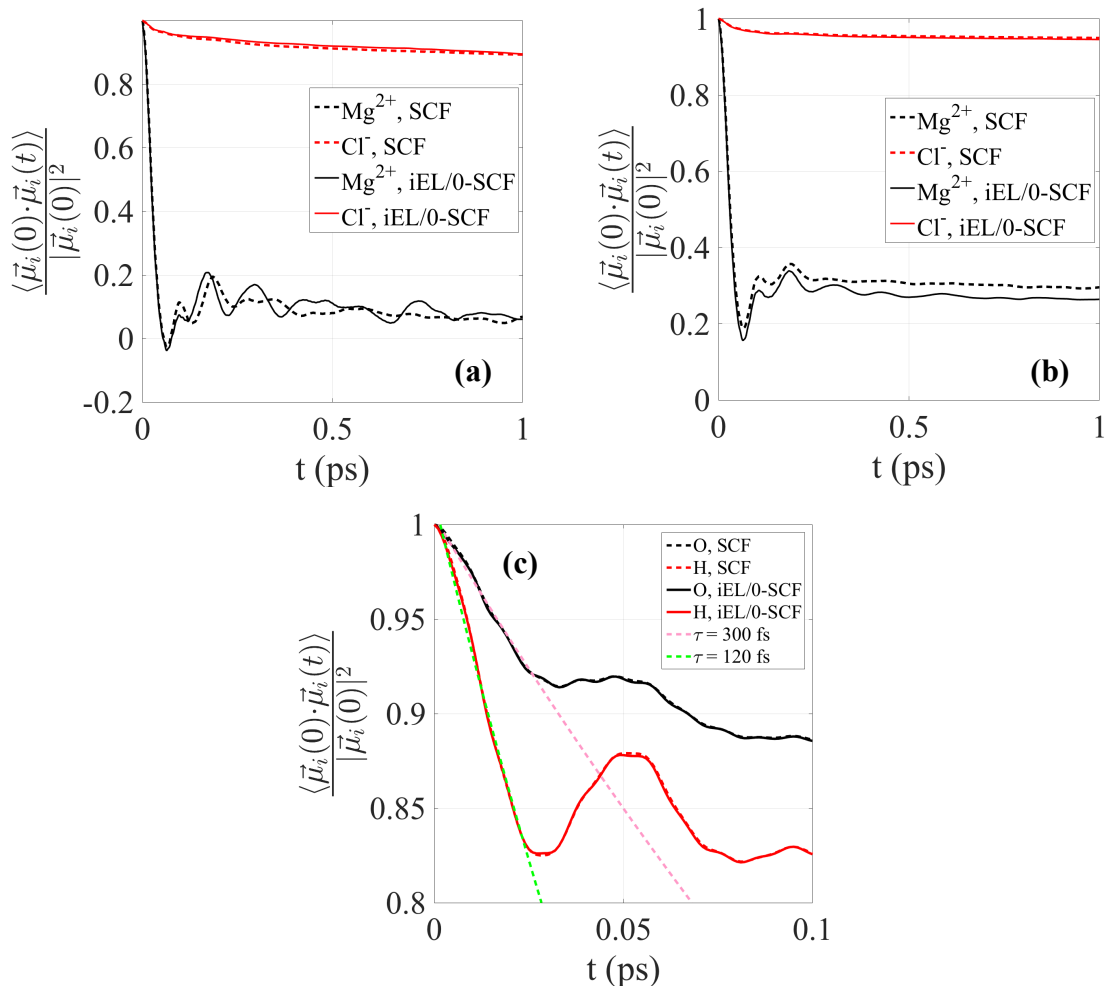 0.8
0.6
0.4
0.2
0
-0.2
0
0.5
1
t (ps)
⟨μ⃗ᵢ(0)·μ⃗ᵢ(t)⟩
|μ⃗ᵢ(0)|²
Mg²⁺, SCF
Cl⁻, SCF
Mg²⁺, iEL/0-SCF
Cl⁻, iEL/0-SCF
(a)
1
0.8
0.6
0.4
0.2
0
0
0.5
1
t (ps)
⟨μ⃗ᵢ(0)·μ⃗ᵢ(t)⟩
|μ⃗ᵢ(0)|²
Mg²⁺, SCF
Cl⁻, SCF
Mg²⁺, iEL/0-SCF
Cl⁻, iEL/0-SCF
(b)
1
0.95
0.9
0.85
0.8
0
0.05
0.1
t (ps)
⟨μ⃗ᵢ(0)·μ⃗ᵢ(t)⟩
|μ⃗ᵢ(0)|²
(c)
O, SCF
H, SCF
O, iEL/0-SCF
H, iEL/0-SCF
τ = 300 fs
τ = 120 fs